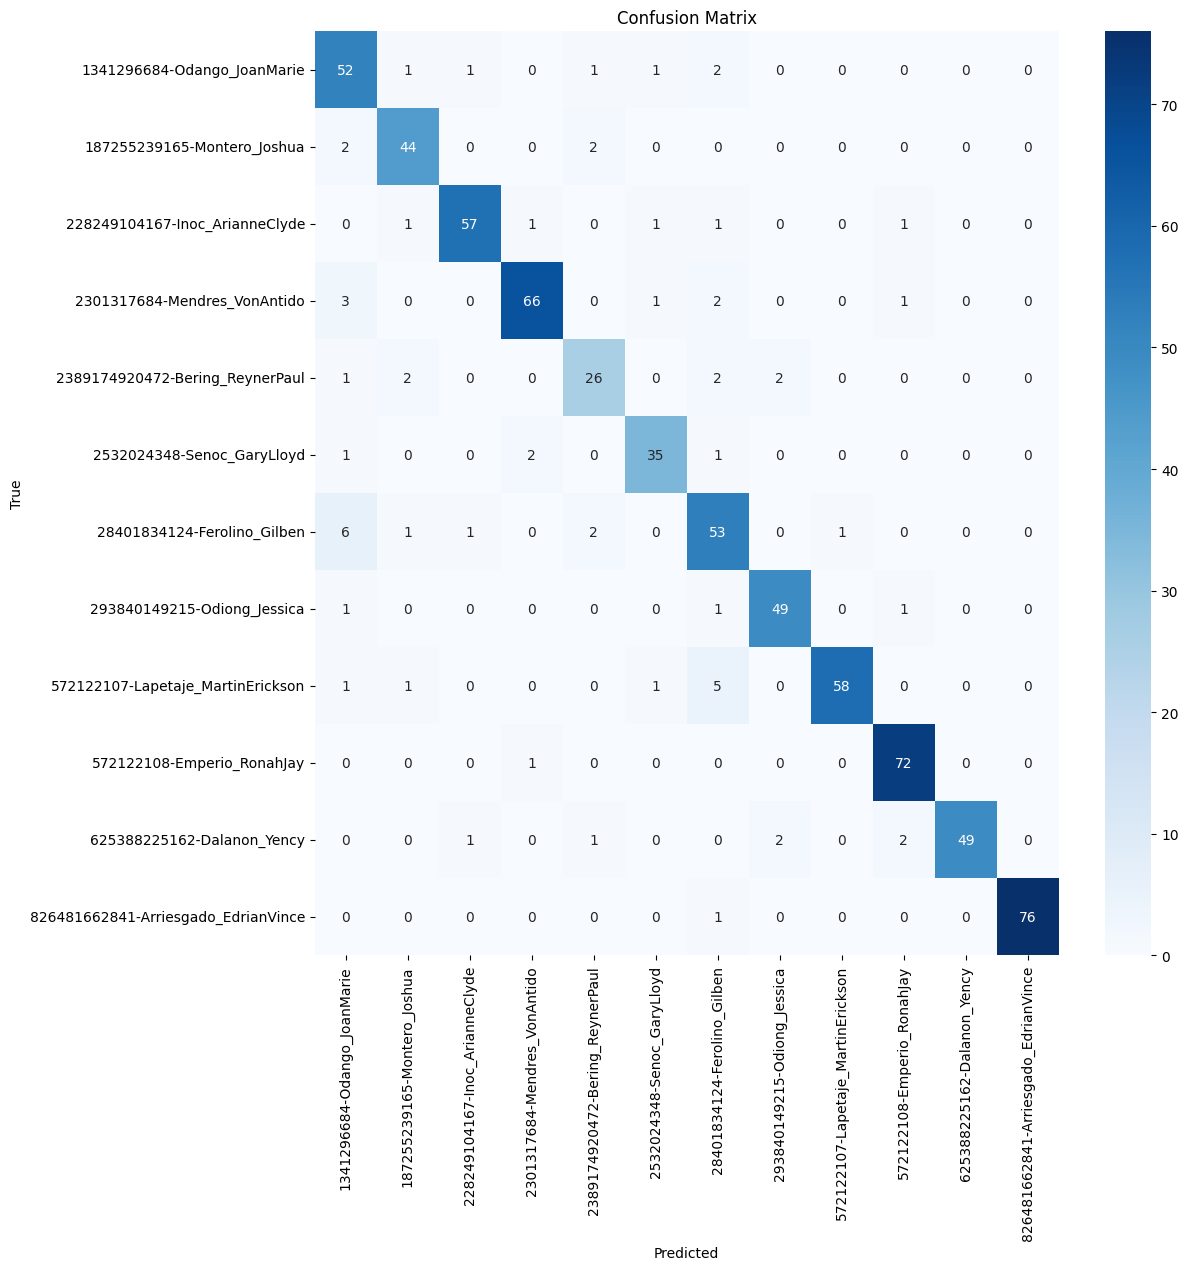 Confusion Matrix
True
1341296684-Odango_JoanMarie 52 1 1 0 1 1 2 0 0 0 0 0
187255239165-Montero_Joshua 2 44 0 0 2 0 0 0 0 0 0 0
228249104167-Inoc_ArianneClyde 0 1 57 1 0 1 1 0 0 1 0 0
2301317684-Mendres_VonAntido 3 0 0 66 0 1 2 0 0 1 0 0
2389174920472-Bering_ReynerPaul 1 2 0 0 26 0 2 2 0 0 0 0
2532024348-Senoc_GaryLloyd 1 0 0 2 0 35 1 0 0 0 0 0
28401834124-Ferolino_Gilben 6 1 1 0 2 0 53 0 1 0 0 0
293840149215-Odiong_Jessica 1 0 0 0 0 0 1 49 0 1 0 0
572122107-Lapetaje_MartinErickson 1 1 0 0 0 1 5 0 58 0 0 0
572122108-Emperio_RonahJay 0 0 0 1 0 0 0 0 0 72 0 0
625388225162-Dalanon_Yency 0 0 1 0 1 0 0 2 0 2 49 0
826481662841-Arriesgado_EdrianVince 0 0 0 0 0 0 1 0 0 0 0 76
1341296684-Odango_JoanMarie
187255239165-Montero_Joshua
228249104167-Inoc_ArianneClyde
2301317684-Mendres_VonAntido
2389174920472-Bering_ReynerPaul
2532024348-Senoc_GaryLloyd
28401834124-Ferolino_Gilben
293840149215-Odiong_Jessica
572122107-Lapetaje_MartinErickson
572122108-Emperio_RonahJay
625388225162-Dalanon_Yency
826481662841-Arriesgado_EdrianVince
Predicted
70
60
50
40
30
20
10
0